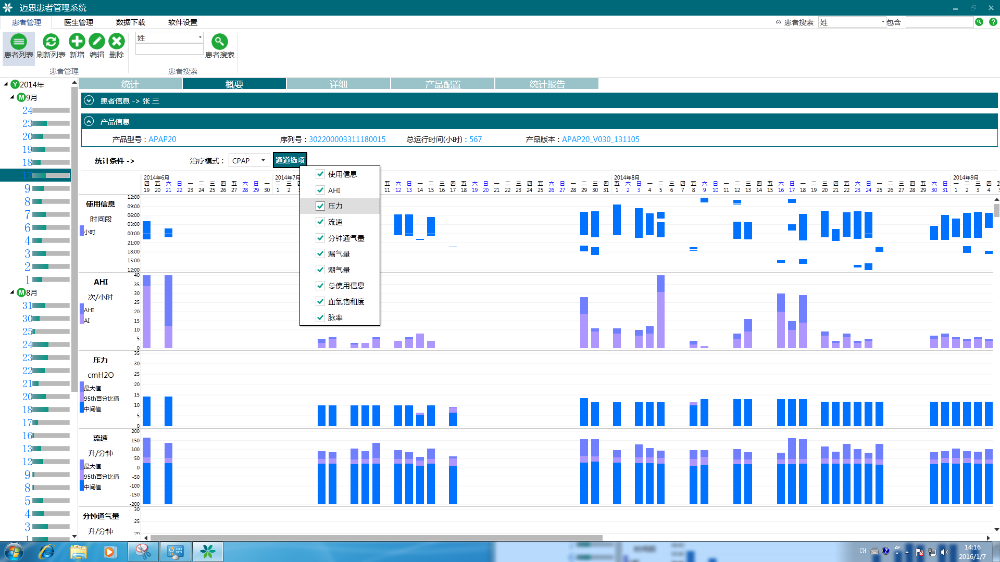 迈思患者管理系统
患者管理 医生管理 数据下载 软件设置
患者搜索 姓 包含
患者列表 刷新列表 新增 编辑 删除
姓
患者搜索
患者管理 患者搜索
统计 概要 详细 产品配置 统计报告
患者信息 -> 张 三
产品信息
产品型号：APAP20 序列号：302200003311180015 总运行时间(小时)：567 产品版本：APAP20_V030_131105
统计条件 -> 治疗模式： CPAP 通道选项
使用信息
AHI
压力
流速
分钟通气量
漏气量
潮气量
总使用信息
血氧饱和度
脉率
Y 2014年
M 9月
24
23
20
19
18
17
9
8
7
6
4
3
2
1
M 8月
31
30
25
24
23
22
21
20
18
17
16
13
12
9
8
5
4
3
1
2014年6月 2014年7月 2014年8月 2014年9月
四 五 六 日 一 二 三 四 五 六 日 一 二 三 五 六 日 一 二 三 四 五 六 日 一 二 三 四 五 六 日 一 二 三 四 五 六 日 一 二 三 四 五 六 日 一 二 三 四 五 六 日 一 二 三 四 五 六 日 一 二 三 四 五 六 日 一 二 三 四
19 20 21 22 23 24 25 26 27 28 29 30 1 2 3 11 12 13 14 15 16 17 18 19 20 21 22 23 24 25 26 27 28 29 30 31 1 2 3 4 5 6 7 8 9 10 11 12 13 14 15 16 17 18 19 20 21 22 23 24 25 26 27 28 29 30 31 1 2 3 4
使用信息
时间段
小时
12:00
09:00
06:00
03:00
00:00
21:00
18:00
15:00
12:00
AHI
次/小时
AHI
AI
40
35
30
25
20
15
10
5
0
压力
cmH2O
最大值
95th百分比值
中间值
35
30
25
20
15
10
5
0
流速
升/分钟
最大值
95th百分比值
中间值
200
150
100
50
0
-50
-100
-150
-200
分钟通气量
升/分钟
30
25
20
CH
14:16
2016/1/7